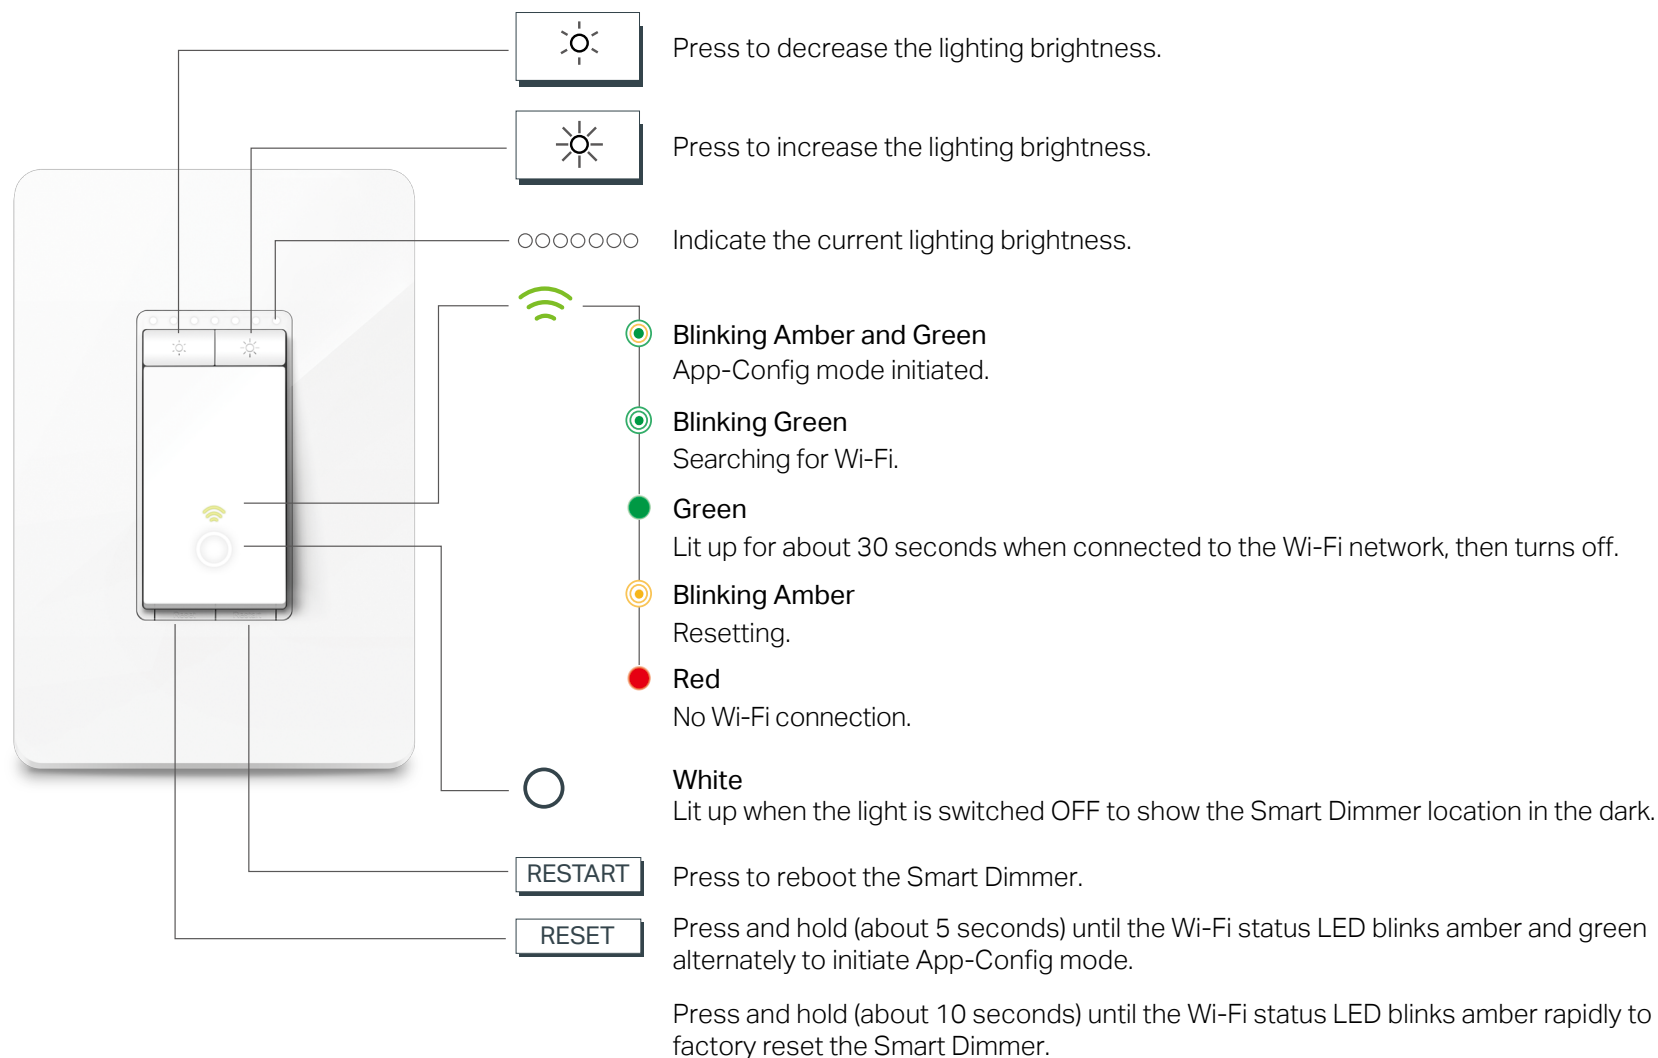 Press to decrease the lighting brightness.
Press to increase the lighting brightness.
Indicate the current lighting brightness.
Blinking Amber and Green
App-Config mode initiated.
Blinking Green
Searching for Wi-Fi.
Green
Lit up for about 30 seconds when connected to the Wi-Fi network, then turns off.
Blinking Amber
Resetting.
Red
No Wi-Fi connection.
White
Lit up when the light is switched OFF to show the Smart Dimmer location in the dark.
RESTART
Press to reboot the Smart Dimmer.
RESET
Press and hold (about 5 seconds) until the Wi-Fi status LED blinks amber and green
alternately to initiate App-Config mode.
Press and hold (about 10 seconds) until the Wi-Fi status LED blinks amber rapidly to
factory reset the Smart Dimmer.